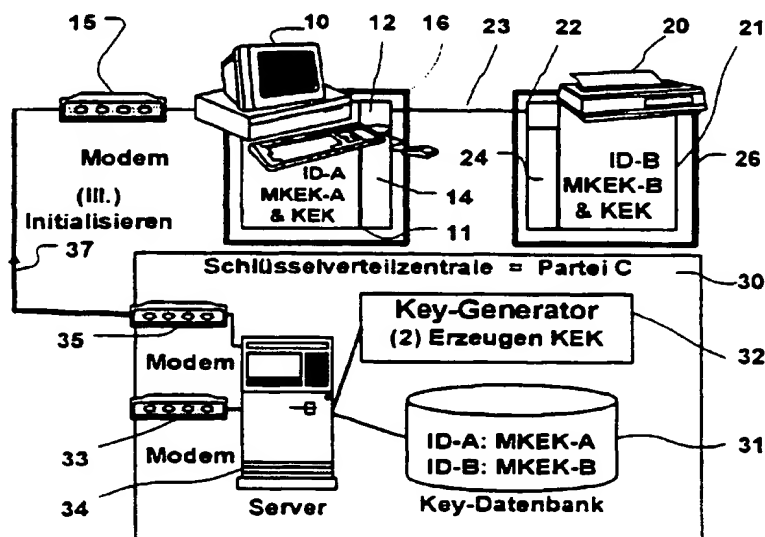 15
10
12
16
23
22
20
21
Modem
(III.)
Initialisieren
37
ID-A
MKEK-A
& KEK
14
11
24
ID-B
MKEK-B
& KEK
26
Schlüsselverteilzentrale = Partei C
30
35
Modem
Key-Generator
(2) Erzeugen KEK
32
33
Modem
34
Server
ID-A: MKEK-A
ID-B: MKEK-B
31
Key-Datenbank